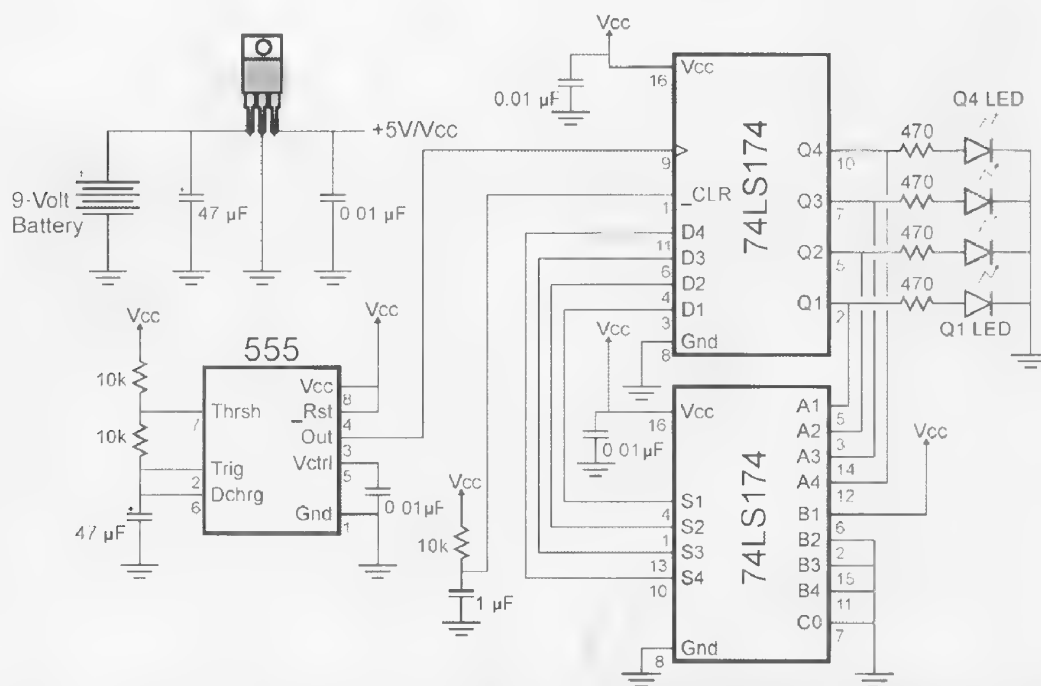 +5V/Vcc
+
9-Volt
Battery
+
47 µF
0 01 µF
Vcc
10k
10k
+
47 µF
555
Thrsh
7
Trig
2
Dchrg
6
Vcc
8
_Rst
4
Out
3
Vctrl
5
Gnd
1
0 01µF
Vcc
Vcc
10k
1 µF
Vcc
0.01 µF
74LS174
16
Vcc
9
_CLR
1
D4
11
D3
6
D2
4
D1
3
Gnd
8
Q4
10
Q3
7
Q2
5
Q1
2
470
470
470
470
Q4 LED
Q1 LED
Vcc
0 01µF
74LS174
16
Vcc
S1
4
S2
1
S3
13
S4
10
Gnd
8
A1
5
A2
3
A3
14
A4
12
B1
6
B2
2
B3
15
B4
11
C0
7
Vcc